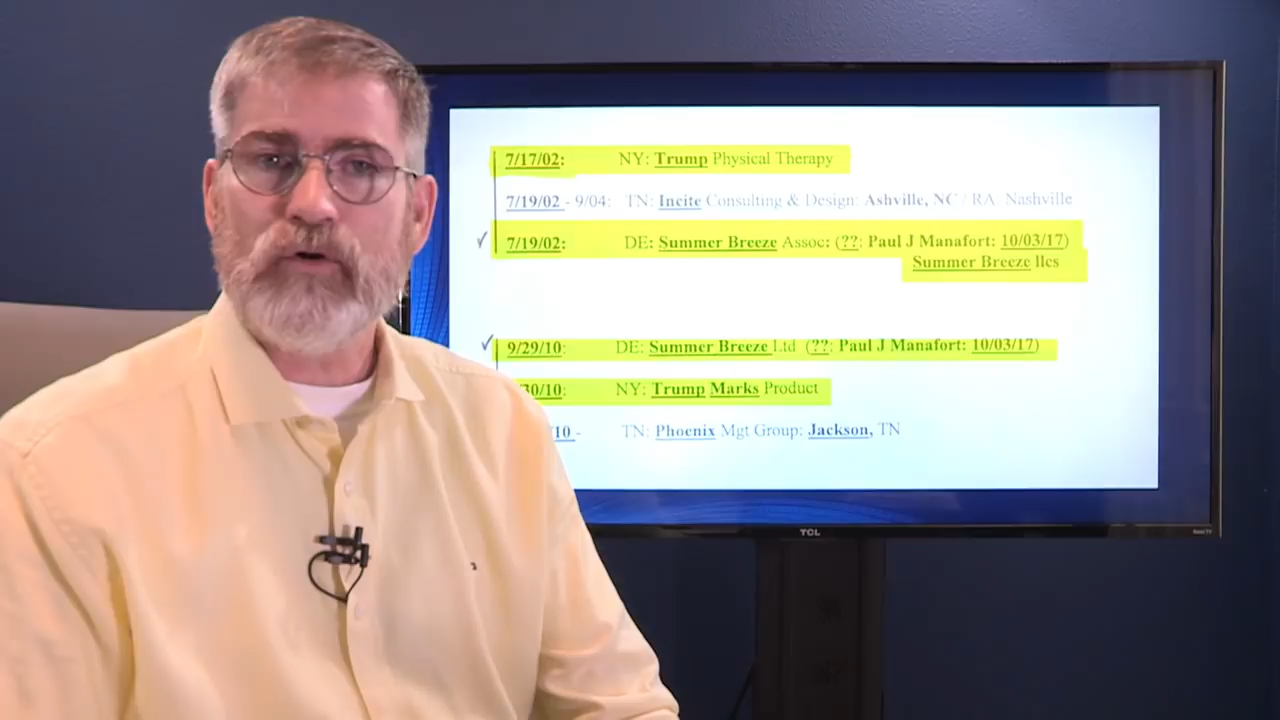 7/17/02: NY: Trump Physical Therapy
7/19/02 - 9/04: TN: Incite Consulting & Design: Ashville, NC / RA: Nashville
7/19/02: DE: Summer Breeze Assoc: (??: Paul J Manafort: 10/03/17)
Summer Breeze llcs
9/29/10: DE: Summer Breeze Ltd (??: Paul J Manafort: 10/03/17)
30/10: NY: Trump Marks Product
10 - TN: Phoenix Mgt Group: Jackson, TN
TCL
Roku TV